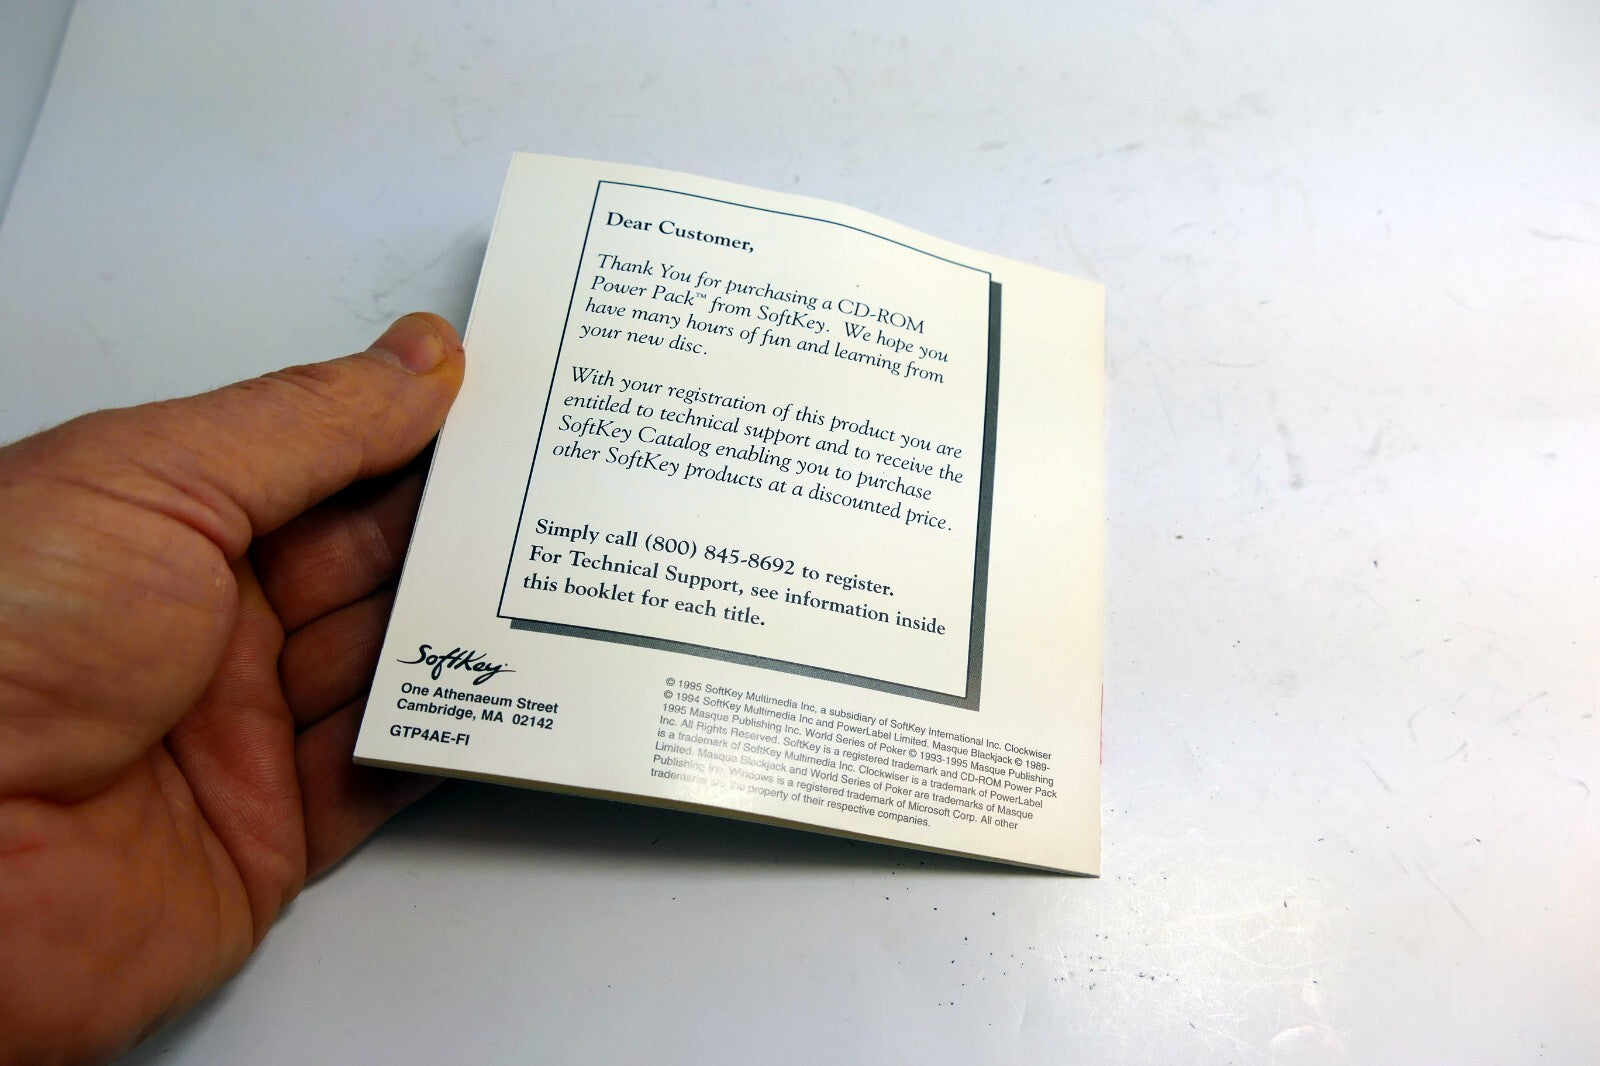 Dear Customer,
Thank You for purchasing a CD-ROM
Power Pack™ from SoftKey. We hope you
have many hours of fun and learning from
your new disc.
With your registration of this product you are
entitled to technical support and to receive the
SoftKey Catalog enabling you to purchase
other SoftKey products at a discounted price.
Simply call (800) 845-8692 to register.
For Technical Support, see information inside
this booklet for each title.
SoftKey
One Athenaeum Street
Cambridge, MA 02142
GTP4AE-FI
© 1995 SoftKey Multimedia Inc, a subsidiary of SoftKey International Inc. Clockwiser
© 1994 SoftKey Multimedia Inc and PowerLabel Limited. Masque Blackjack © 1989-
1995 Masque Publishing Inc. World Series of Poker © 1993-1995 Masque Publishing
Inc. All Rights Reserved. SoftKey is a registered trademark and CD-ROM Power Pack
is a trademark of SoftKey Multimedia Inc. Clockwiser is a trademark of PowerLabel
Limited. Masque Blackjack and World Series of Poker are trademarks of Masque
Publishing Inc. Windows is a registered trademark of Microsoft Corp. All other
trademarks are the property of their respective companies.